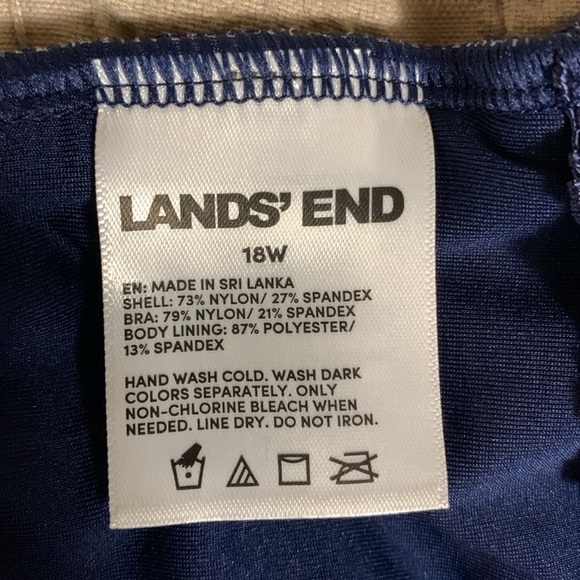 LANDS' END
18W
EN: MADE IN SRI LANKA
SHELL: 73% NYLON/ 27% SPANDEX
BRA: 79% NYLON/ 21% SPANDEX
BODY LINING: 87% POLYESTER/
13% SPANDEX
HAND WASH COLD. WASH DARK
COLORS SEPARATELY. ONLY
NON-CHLORINE BLEACH WHEN
NEEDED. LINE DRY. DO NOT IRON.